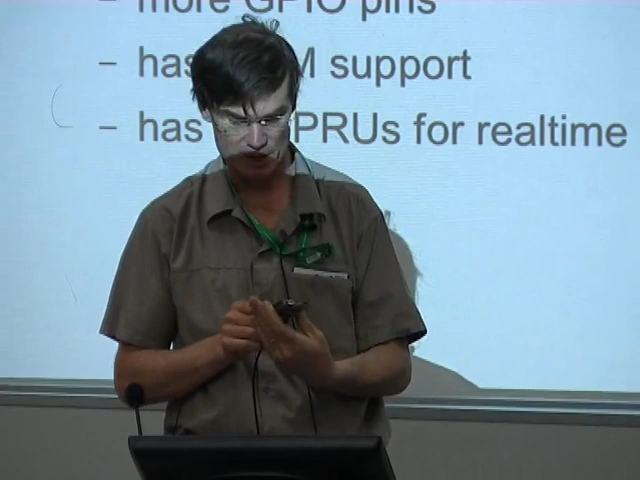 – more GPIO pins
– has M support
– has PRUs for realtime